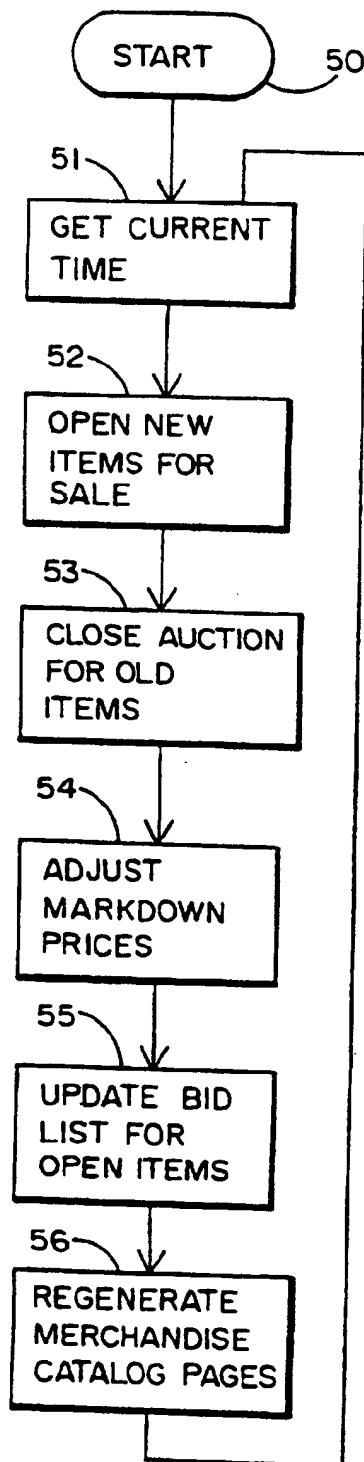 START
50
51
GET CURRENT
TIME
52
OPEN NEW
ITEMS FOR
SALE
53
CLOSE AUCTION
FOR OLD
ITEMS
54
ADJUST
MARKDOWN
PRICES
55
UPDATE BID
LIST FOR
OPEN ITEMS
56
REGENERATE
MERCHANDISE
CATALOG PAGES